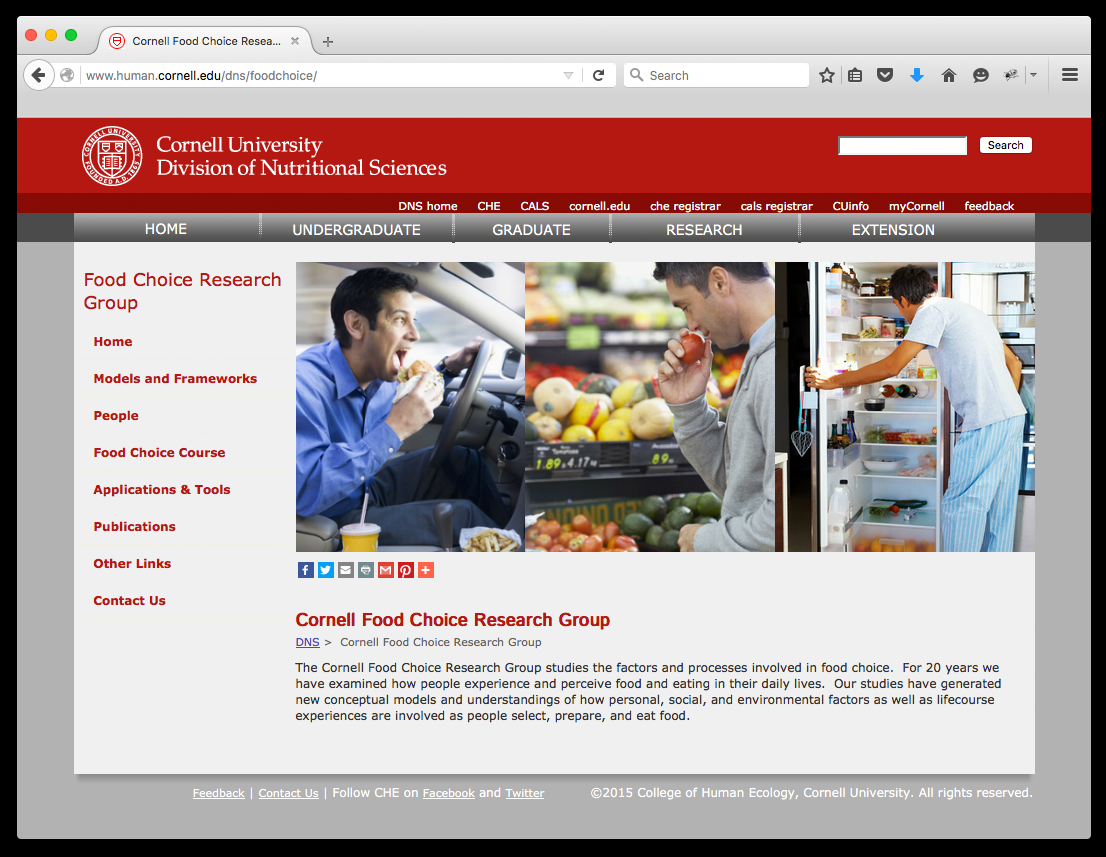 Cornell Food Choice Resea...
www.human.cornell.edu/dns/foodchoice/
Search
Cornell University
Division of Nutritional Sciences
Search
DNS home CHE CALS cornell.edu che registrar cals registrar CUinfo myCornell feedback
HOME UNDERGRADUATE GRADUATE RESEARCH EXTENSION
Food Choice Research
Group
Home
Models and Frameworks
People
Food Choice Course
Applications & Tools
Publications
Other Links
Contact Us
1.89 4.17 kg
89
Cornell Food Choice Research Group
DNS > Cornell Food Choice Research Group
The Cornell Food Choice Research Group studies the factors and processes involved in food choice. For 20 years we
have examined how people experience and perceive food and eating in their daily lives. Our studies have generated
new conceptual models and understandings of how personal, social, and environmental factors as well as lifecourse
experiences are involved as people select, prepare, and eat food.
Feedback | Contact Us | Follow CHE on Facebook and Twitter ©2015 College of Human Ecology, Cornell University. All rights reserved.